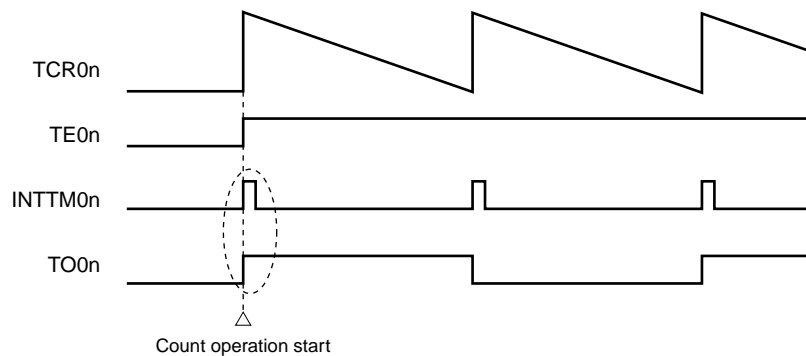 TCR0n
TE0n
INTTM0n
TO0n
Count operation start